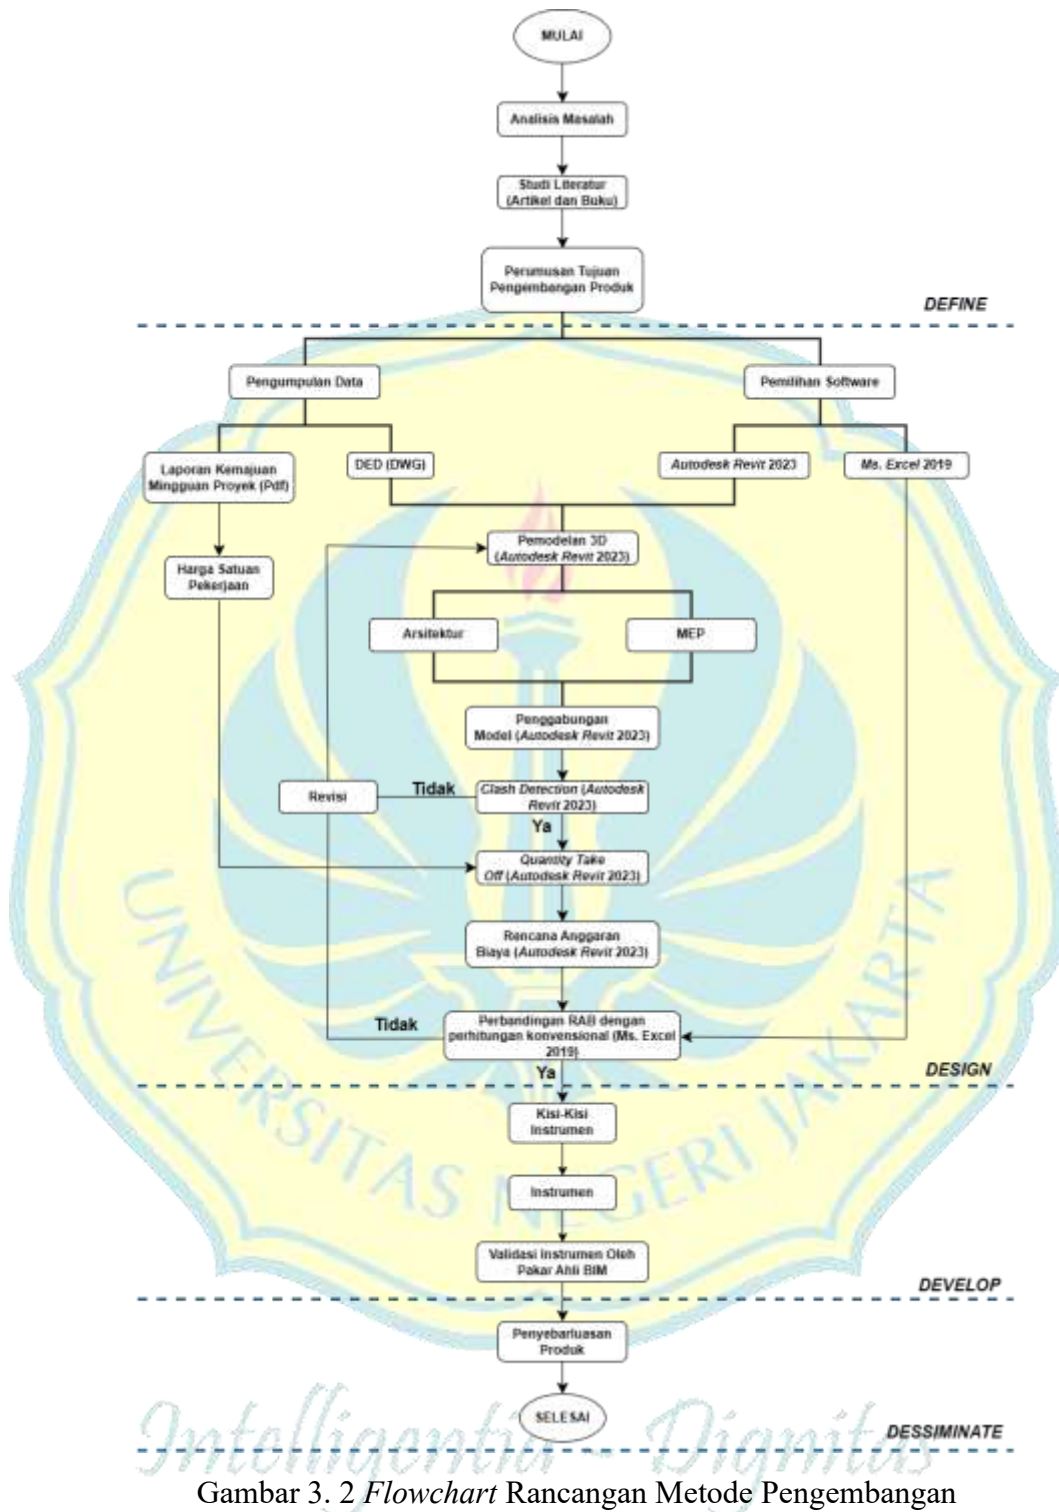 MULAI
Analisis Masalah
Studi Literatur
(Artikel dan Buku)
Perumusan Tujuan
Pengembangan Produk
DEFINE
Pengumpulan Data
Pemilihan Software
Laporan Kemajuan
Mingguan Proyek (Pdf)
DED (DWG)
Autodesk Revit 2023
Ms. Excel 2019
Pemodelan 3D
(Autodesk Revit 2023)
Harga Satuan
Pekerjaan
Arsitektur
MEP
Penggabungan
Model (Autodesk Revit 2023)
Revisi
Tidak
Clash Detection (Autodesk
Revit 2023)
Ya
Quantity Take
Off (Autodesk Revit 2023)
Rencana Anggaran
Biaya (Autodesk Revit 2023)
Tidak
Perbandingan RAB dengan
perhitungan konvensional (Ms. Excel
2019)
Ya
DESIGN
Kisi-Kisi
Instrumen
Instrumen
Validasi Instrumen Oleh
Pakar Ahli BIM
DEVELOP
Penyebarluasan
Produk
SELESAI
DESSIMINATE
UNIVERSITAS NEGERI JAKARTA
Intelligentia - Dignitas
Gambar 3. 2 Flowchart Rancangan Metode Pengembangan